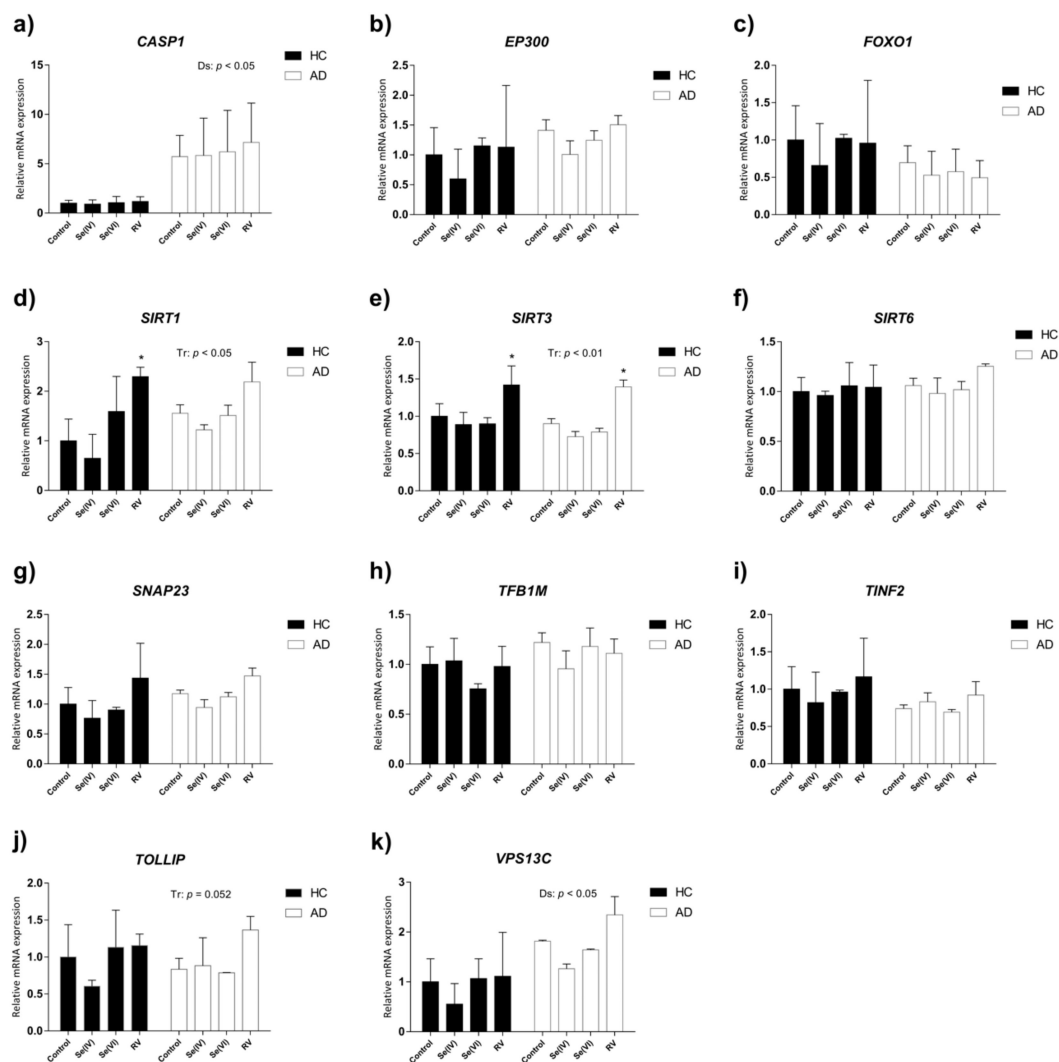 a)
CASP1
Relative mRNA expression
15
10
5
0
Ds: p < 0.05
HC
AD
Control Se(IV) Se(VI) RV Control Se(IV) Se(VI) RV
b)
EP300
Relative mRNA expression
2.5
2.0
1.5
1.0
0.5
0.0
HC
AD
Control Se(IV) Se(VI) RV Control Se(IV) Se(VI) RV
c)
FOXO1
Relative mRNA expression
2.0
1.5
1.0
0.5
0.0
HC
AD
Control Se(IV) Se(VI) RV Control Se(IV) Se(VI) RV
d)
SIRT1
Relative mRNA expression
3
2
1
0
Tr: p < 0.05
*
HC
AD
Control Se(IV) Se(VI) RV Control Se(IV) Se(VI) RV
e)
SIRT3
Relative mRNA expression
2.0
1.5
1.0
0.5
0.0
Tr: p < 0.01
*
*
HC
AD
Control Se(IV) Se(VI) RV Control Se(IV) Se(VI) RV
f)
SIRT6
Relative mRNA expression
1.5
1.0
0.5
0.0
HC
AD
Control Se(IV) Se(VI) RV Control Se(IV) Se(VI) RV
g)
SNAP23
Relative mRNA expression
2.5
2.0
1.5
1.0
0.5
0.0
HC
AD
Control Se(IV) Se(VI) RV Control Se(IV) Se(VI) RV
h)
TFB1M
Relative mRNA expression
1.5
1.0
0.5
0.0
HC
AD
Control Se(IV) Se(VI) RV Control Se(IV) Se(VI) RV
i)
TINF2
Relative mRNA expression
2.0
1.5
1.0
0.5
0.0
HC
AD
Control Se(IV) Se(VI) RV Control Se(IV) Se(VI) RV
j)
TOLLIP
Relative mRNA expression
2.0
1.5
1.0
0.5
0.0
Tr: p = 0.052
HC
AD
Control Se(IV) Se(VI) RV Control Se(IV) Se(VI) RV
k)
VPS13C
Relative mRNA expression
3
2
1
0
Ds: p < 0.05
HC
AD
Control Se(IV) Se(VI) RV Control Se(IV) Se(VI) RV